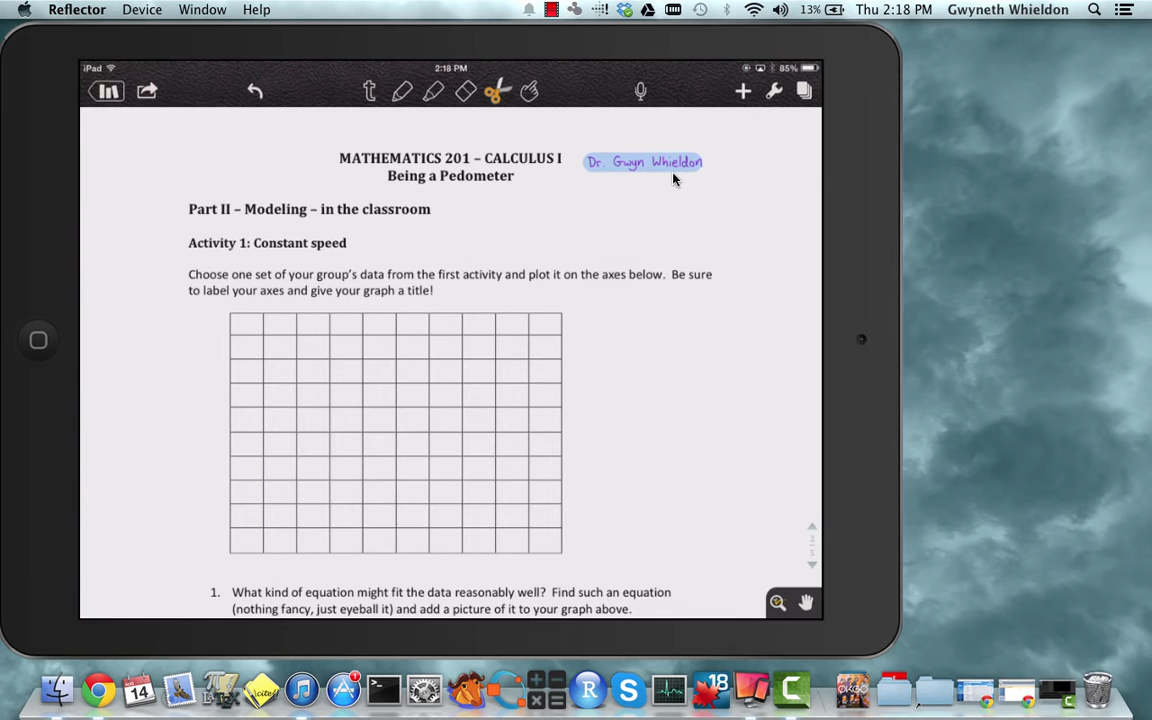 Reflector Device Window Help 13% Thu 2:18 PM Gwyneth Whieldon
iPad 2:18 PM 85%
t
MATHEMATICS 201 – CALCULUS I Dr. Gwyn Whieldon
Being a Pedometer
Part II – Modeling – in the classroom
Activity 1: Constant speed
Choose one set of your group's data from the first activity and plot it on the axes below. Be sure
to label your axes and give your graph a title!
1. What kind of equation might fit the data reasonably well? Find such an equation
(nothing fancy, just eyeball it) and add a picture of it to your graph above.
14
1
R
S
18
C